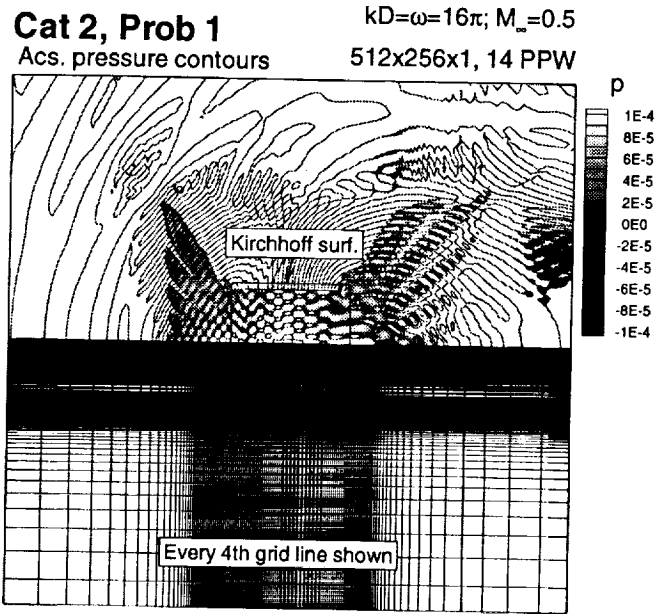 Cat 2, Prob 1
kD=ω=16π; M∞=0.5
Acs. pressure contours
512x256x1, 14 PPW
p
1E-4
8E-5
6E-5
4E-5
2E-5
0E0
-2E-5
-4E-5
-6E-5
-8E-5
-1E-4
Kirchhoff surf.
Every 4th grid line shown